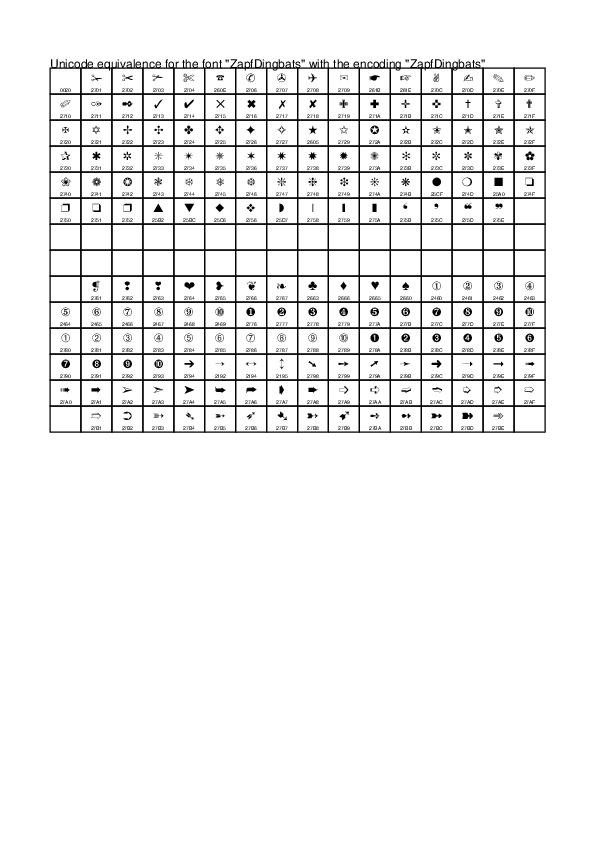 Unicode equivalence for the font "ZapfDingbats" with the encoding "ZapfDingbats"
✁ ✂ ✃ ✄ ☎ ✆ ✇ ✈ ✉ ☛ ☞ ✌ ✍ ✎ ✏
0020 2701 2702 2703 2704 260E 2706 2707 2708 2709 261B 261E 270C 270D 270E 270F
✐ ✑ ✒ ✓ ✔ ✕ ✖ ✗ ✘ ✙ ✚ ✛ ✜ ✝ ✞ ✟
2710 2711 2712 2713 2714 2715 2716 2717 2718 2719 271A 271B 271C 271D 271E 271F
✠ ✡ ✢ ✣ ✤ ✥ ✦ ✧ ★ ✩ ✪ ✫ ✬ ✭ ✮ ✯
2720 2721 2722 2723 2724 2725 2726 2727 2605 2729 272A 272B 272C 272D 272E 272F
✰ ✱ ✲ ✳ ✴ ✵ ✶ ✷ ✸ ✹ ✺ ✻ ✼ ✽ ✾ ✿
2730 2731 2732 2733 2734 2735 2736 2737 2738 2739 273A 273B 273C 273D 273E 273F
❀ ❁ ❂ ❃ ❄ ❅ ❆ ❇ ❈ ❉ ❊ ❋ ● ❍ ■ ❏
2740 2741 2742 2743 2744 2745 2746 2747 2748 2749 274A 274B 25CF 274D 25A0 274F
❐ ❑ ❒ ▲ ▼ ◆ ❖ ◗ ❘ ❙ ❚ ❛ ❜ ❝ ❞
2750 2751 2752 25B2 25BC 25C6 2756 25D7 2758 2759 275A 275B 275C 275D 275E
❡ ❢ ❣ ❤ ❥ ❦ ❧ ♣ ♦ ♥ ♠ ① ② ③ ④
2761 2762 2763 2764 2765 2766 2767 2663 2666 2665 2660 2460 2461 2462 2463
⑤ ⑥ ⑦ ⑧ ⑨ ⑩ ❶ ❷ ❸ ❹ ❺ ❻ ❼ ❽ ❾ ❿
2464 2465 2466 2467 2468 2469 2776 2777 2778 2779 277A 277B 277C 277D 277E 277F
➀ ➁ ➂ ➃ ➄ ➅ ➆ ➇ ➈ ➉ ➊ ➋ ➌ ➍ ➎ ➏
2780 2781 2782 2783 2784 2785 2786 2787 2788 2789 278A 278B 278C 278D 278E 278F
➐ ➑ ➒ ➓ ➔ → ↔ ↕ ➘ ➙ ➚ ➛ ➜ ➝ ➞ ➟
2790 2791 2792 2793 2794 2192 2194 2195 2798 2799 279A 279B 279C 279D 279E 279F
➠ ➡ ➢ ➣ ➤ ➥ ➦ ➧ ➨ ➩ ➪ ➫ ➬ ➭ ➮ ➯
27A0 27A1 27A2 27A3 27A4 27A5 27A6 27A7 27A8 27A9 27AA 27AB 27AC 27AD 27AE 27AF
➱ ➲ ➳ ➴ ➵ ➶ ➷ ➸ ➹ ➺ ➻ ➼ ➽ ➾
27B1 27B2 27B3 27B4 27B5 27B6 27B7 27B8 27B9 27BA 27BB 27BC 27BD 27BE